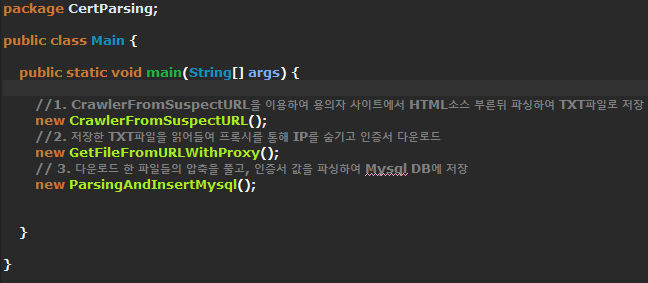 package CertParsing;
public class Main {
public static void main(String[] args) {
//1. CrawlerFromSuspectURL을 이용하여 용의자 사이트에서 HTML소스 부른뒤 파싱하여 TXT파일로 저장
new CrawlerFromSuspectURL();
//2. 저장한 TXT파일을 읽어들여 프록시를 통해 IP를 숨기고 인증서 다운로드
new GetFileFromURLWithProxy();
// 3. 다운로드 한 파일들의 압축을 풀고, 인증서 값을 파싱하여 Mysql DB에 저장
new ParsingAndInsertMysql();
}
}